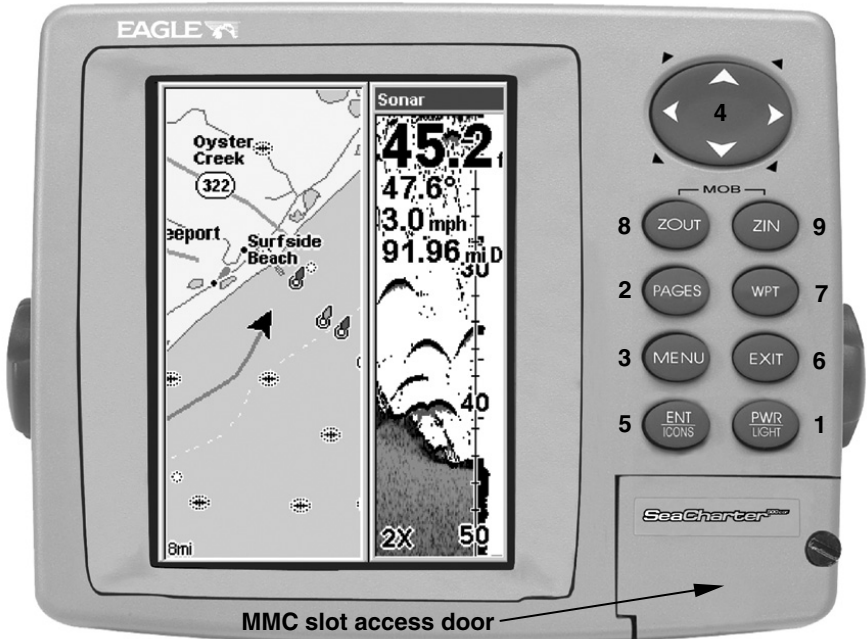 EAGLE
Oyster
Creek
322
eeport
Surfside
Beach
8mi
Sonar
45.2 f
47.6°
3.0 mph
91.96 mi D
30
40
50
2X
4
MOB
8 ZOUT ZIN 9
2 PAGES WPT 7
3 MENU EXIT 6
5 ENT PWR 1
ICONS LIGHT
SeaCharter
MMC slot access door